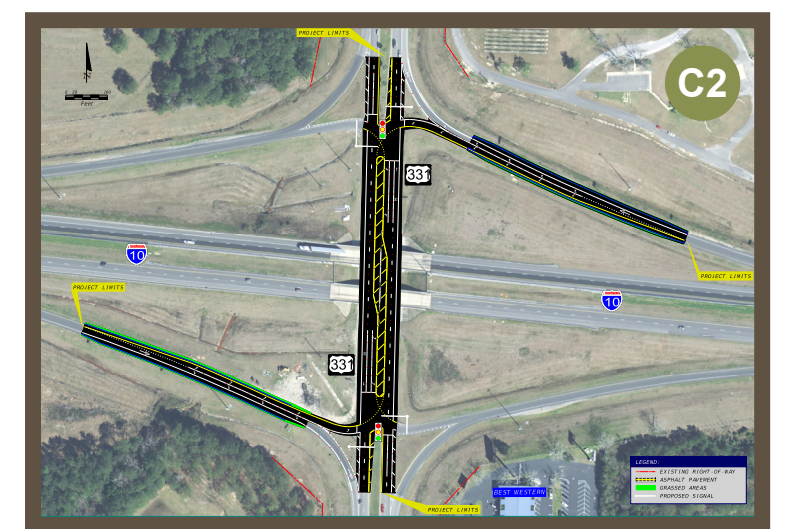 PROJECT LIMITS
C2
N
Feet
331
10
PROJECT LIMITS
PROJECT LIMITS
10
331
BEST WESTERN
PROJECT LIMITS
LEGEND:
EXISTING RIGHT-OF-WAY
ASPHALT PAVEMENT
GRASSED AREAS
PROPOSED SIGNAL